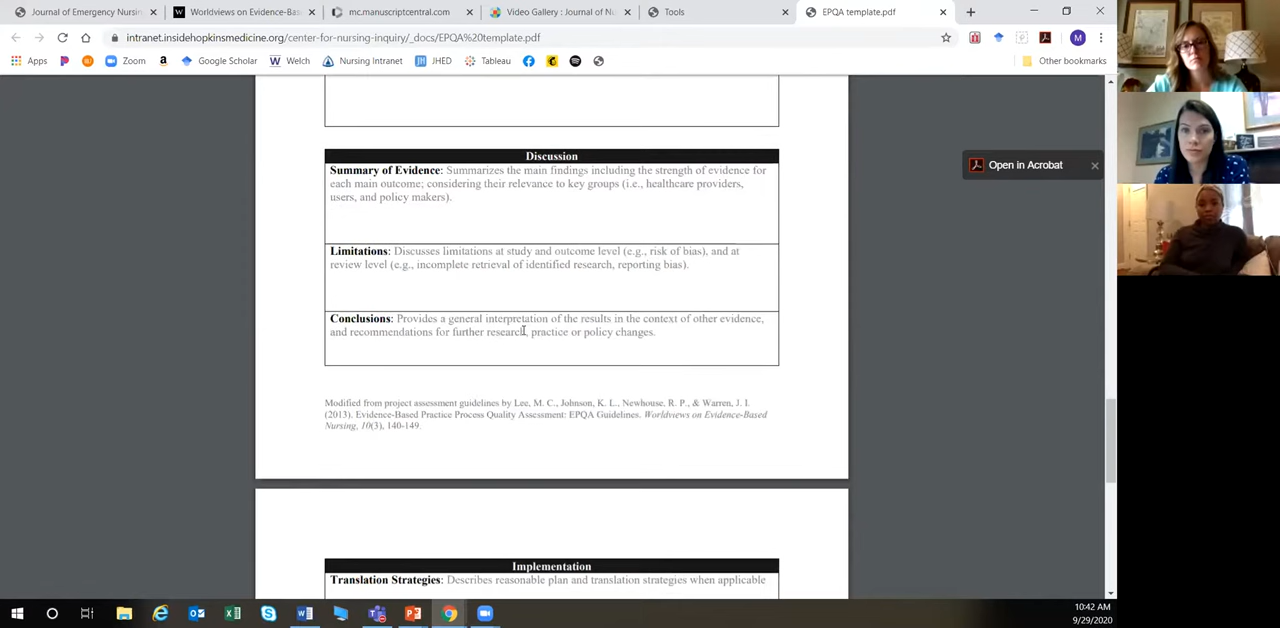 Journal of Emergency Nursin
Worldviews on Evidence-Bas
mc.manuscriptcentral.com
Video Gallery : Journal of Nu
Tools
EPQA template.pdf
intranet.insidehopkinsmedicine.org/center-for-nursing-inquiry/_docs/EPQA%20template.pdf
M
Apps
Zoom
Google Scholar
Welch
Nursing Intranet
JHED
Tableau
Other bookmarks
Open in Acrobat
Discussion
Summary of Evidence: Summarizes the main findings including the strength of evidence for
each main outcome; considering their relevance to key groups (i.e., healthcare providers,
users, and policy makers).
Limitations: Discusses limitations at study and outcome level (e.g., risk of bias), and at
review level (e.g., incomplete retrieval of identified research, reporting bias).
Conclusions: Provides a general interpretation of the results in the context of other evidence,
and recommendations for further research, practice or policy changes.
Modified from project assessment guidelines by Lee, M. C., Johnson, K. L., Newhouse, R. P., & Warren, J. I.
(2013). Evidence-Based Practice Process Quality Assessment: EPQA Guidelines. Worldviews on Evidence-Based
Nursing, 10(3), 140-149.
Implementation
Translation Strategies: Describes reasonable plan and translation strategies when applicable
10:42 AM
9/29/2020